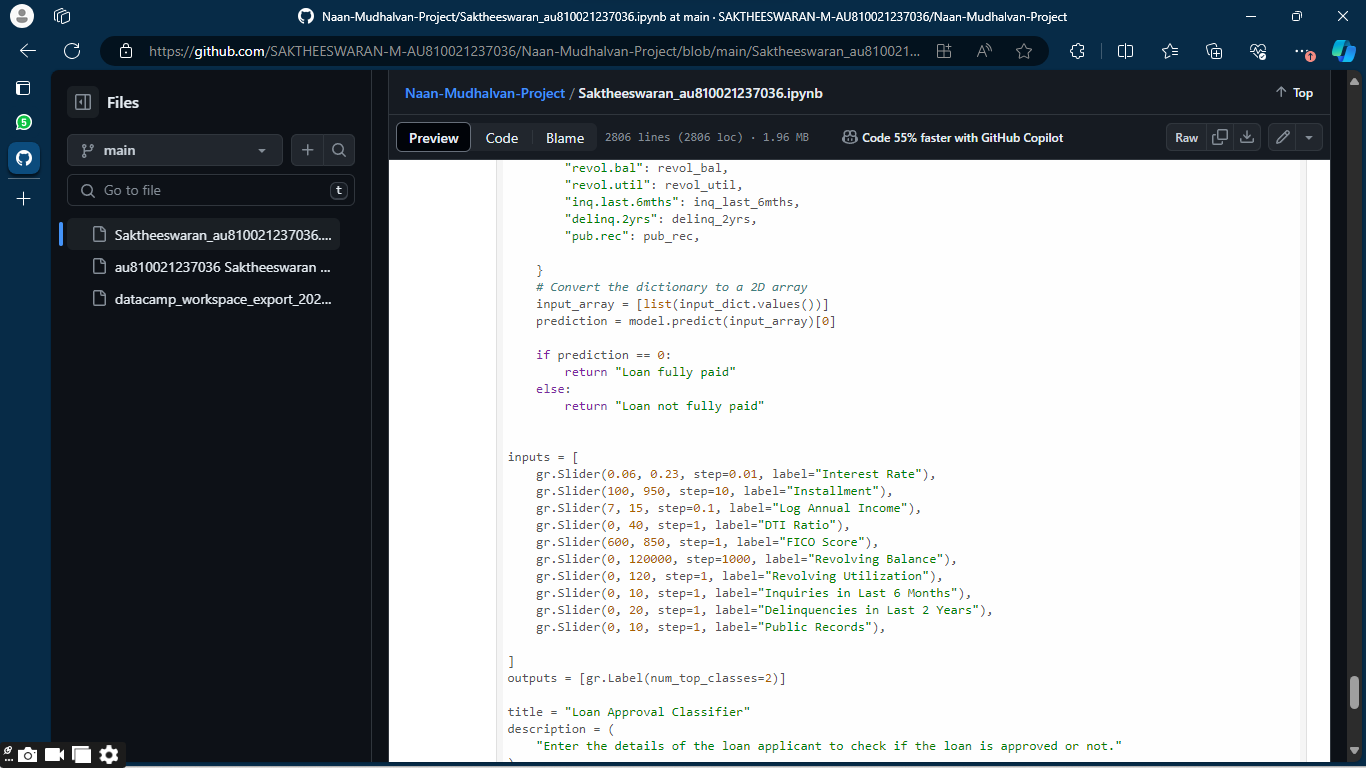 Naan-Mudhalvan-Project/Saktheeswaran_au810021237036.ipynb at main · SAKTHEESWARAN-M-AU810021237036/Naan-Mudhalvan-Project
https://github.com/SAKTHEESWARAN-M-AU810021237036/Naan-Mudhalvan-Project/blob/main/Saktheeswaran_au810021...
5
Files
main
Go to file
t
Saktheeswaran_au810021237036....
au810021237036 Saktheeswaran ...
datacamp_workspace_export_202...
Naan-Mudhalvan-Project / Saktheeswaran_au810021237036.ipynb
Top
Preview Code Blame 2806 lines (2806 loc) · 1.96 MB Code 55% faster with GitHub Copilot Raw
"revol.bal": revol_bal,
"revol.util": revol_util,
"inq.last.6mths": inq_last_6mths,
"delinq.2yrs": delinq_2yrs,
"pub.rec": pub_rec,
}
# Convert the dictionary to a 2D array
input_array = [list(input_dict.values())]
prediction = model.predict(input_array)[0]
if prediction == 0:
return "Loan fully paid"
else:
return "Loan not fully paid"
inputs = [
gr.Slider(0.06, 0.23, step=0.01, label="Interest Rate"),
gr.Slider(100, 950, step=10, label="Installment"),
gr.Slider(7, 15, step=0.1, label="Log Annual Income"),
gr.Slider(0, 40, step=1, label="DTI Ratio"),
gr.Slider(600, 850, step=1, label="FICO Score"),
gr.Slider(0, 120000, step=1000, label="Revolving Balance"),
gr.Slider(0, 120, step=1, label="Revolving Utilization"),
gr.Slider(0, 10, step=1, label="Inquiries in Last 6 Months"),
gr.Slider(0, 20, step=1, label="Delinquencies in Last 2 Years"),
gr.Slider(0, 10, step=1, label="Public Records"),
]
outputs = [gr.Label(num_top_classes=2)]
title = "Loan Approval Classifier"
description = (
"Enter the details of the loan applicant to check if the loan is approved or not."